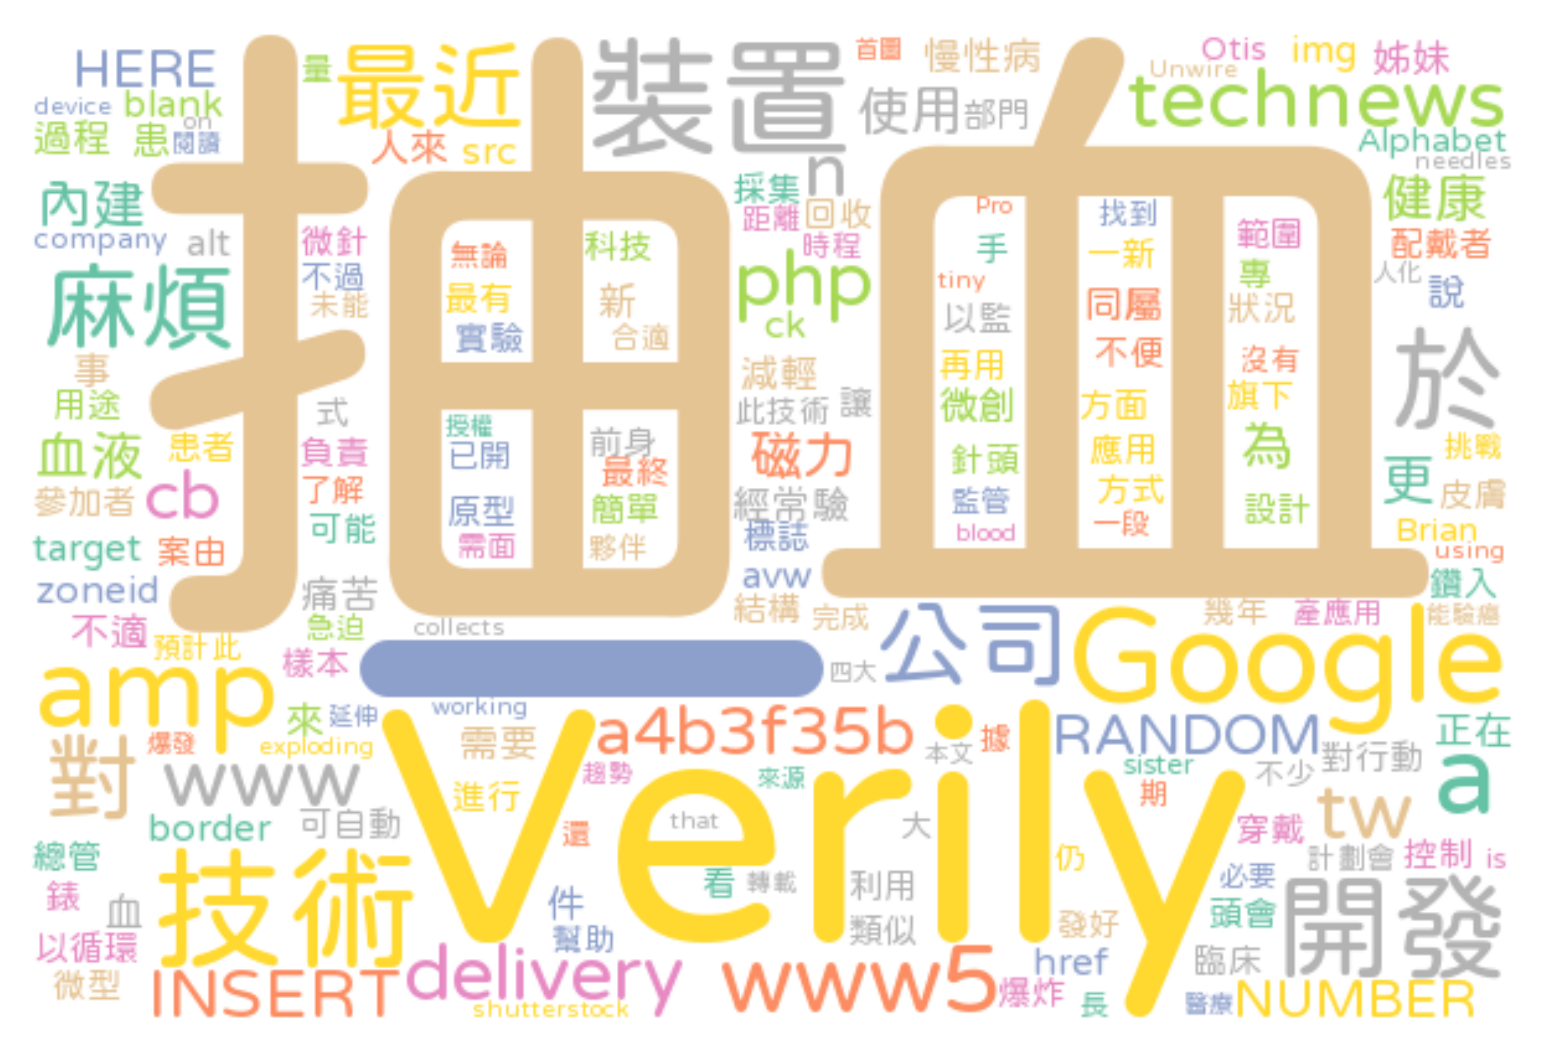 抽血
HERE
量
最近
裝置
首圖
慢性病
Otis
img
姊妹
Unwire
device
blank
on
technews
過程
患
閱讀
人來
src
使用
部門
Alphabet
needles
n
內建
採集
健康
company
alt
微針
距離
回收
Pro
找到
範圍
時程
配戴者
麻煩
不過
無論
科技
手
一新
專
人化
說
未能
最有
新
php
tiny
同屬
狀況
實驗
合適
ck
以監
不便
沒有
於
事
減輕
再用
旗下
用途
式
授權
此技術
讓
微創
方面
血液
患者
負責
已開
前身
磁力
針頭
應用
為
挑戰
最終
更
參加者
cb
了解
原型
簡單
經常驗
監管
方式
設計
皮膚
可能
需面
夥伴
標誌
blood
一段
Brian
target
案由
using
zoneid
痛苦
avw
鑽入
結構
完成
公司
幾年
產應用
能驗癌
不適
急迫
collects
Google
預計
此
樣本
一
四大
amp
來
延伸
working
a4b3f35b
RANDOM
正在
爆發
exploding
需要
本文
據
對
www
趨勢
來源
sister
不少
對行動
a
進行
Verily
期
border
可自動
還
that
大
穿戴
tw
總管
技術
仍
計劃會
控制
is
錶
血
看
轉載
利用
必要
件
開發
以循環
幫助
類似
發好
頭會
微型
INSERT
delivery
www5
href
臨床
shutterstock
爆炸
長
醫療
NUMBER